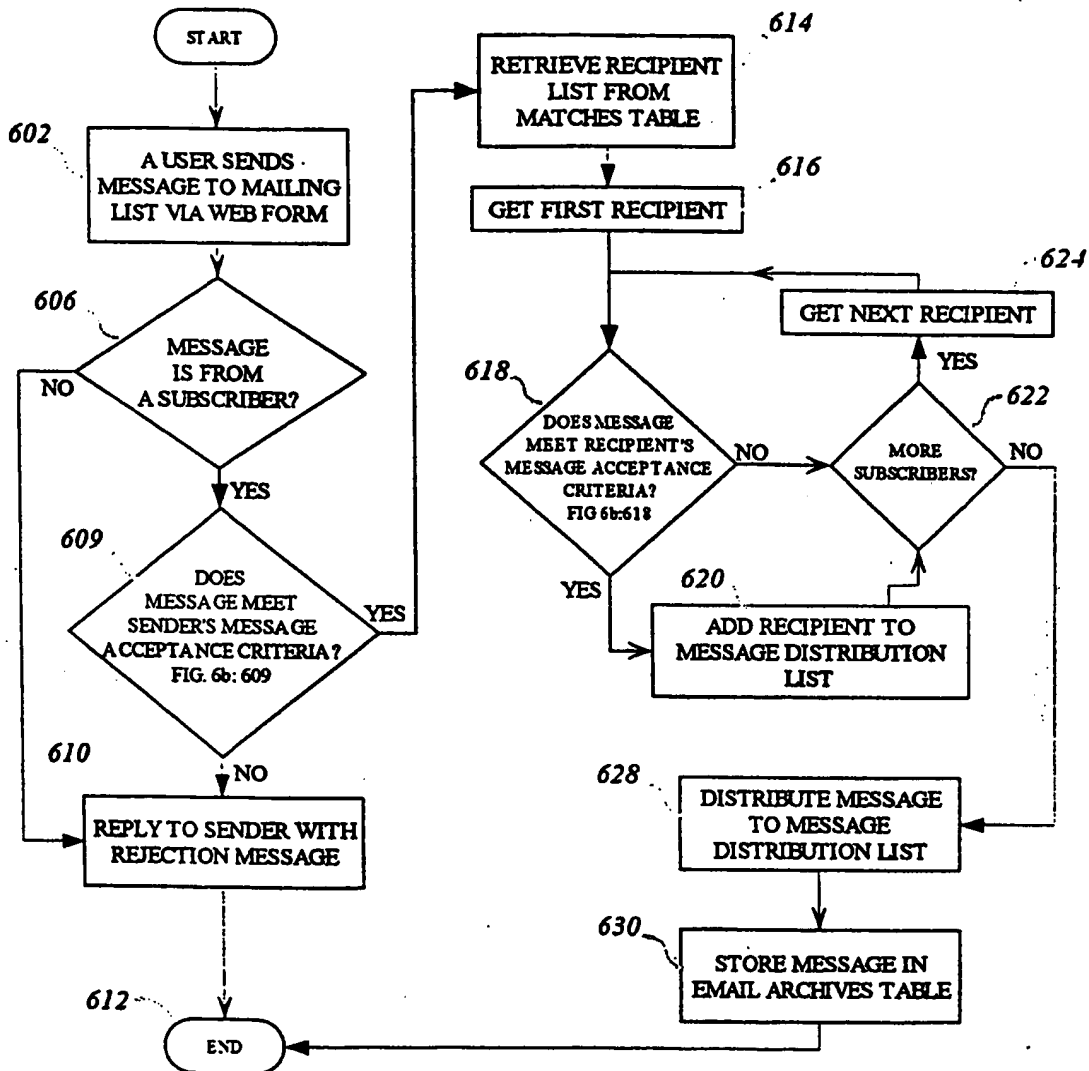 START
602
A USER SENDS
MESSAGE TO MAILING
LIST VIA WEB FORM
606
MESSAGE
IS FROM
A SUBSCRIBER?
NO
YES
609
DOES
MESSAGE MEET
SENDER'S MESSAGE
ACCEPTANCE CRITERIA?
FIG. 6b: 609
YES
NO
610
REPLY TO SENDER WITH
REJECTION MESSAGE
612
END
614
RETRIEVE RECIPIENT
LIST FROM
MATCHES TABLE
616
GET FIRST RECIPIENT
624
GET NEXT RECIPIENT
YES
618
DOES MESSAGE
MEET RECIPIENT'S
MESSAGE ACCEPTANCE
CRITERIA?
FIG 6b:618
NO
YES
622
MORE
SUBSCRIBERS?
NO
620
ADD RECIPIENT TO
MESSAGE DISTRIBUTION
LIST
628
DISTRIBUTE MESSAGE
TO MESSAGE
DISTRIBUTION LIST
630
STORE MESSAGE IN
EMAIL ARCHIVES TABLE